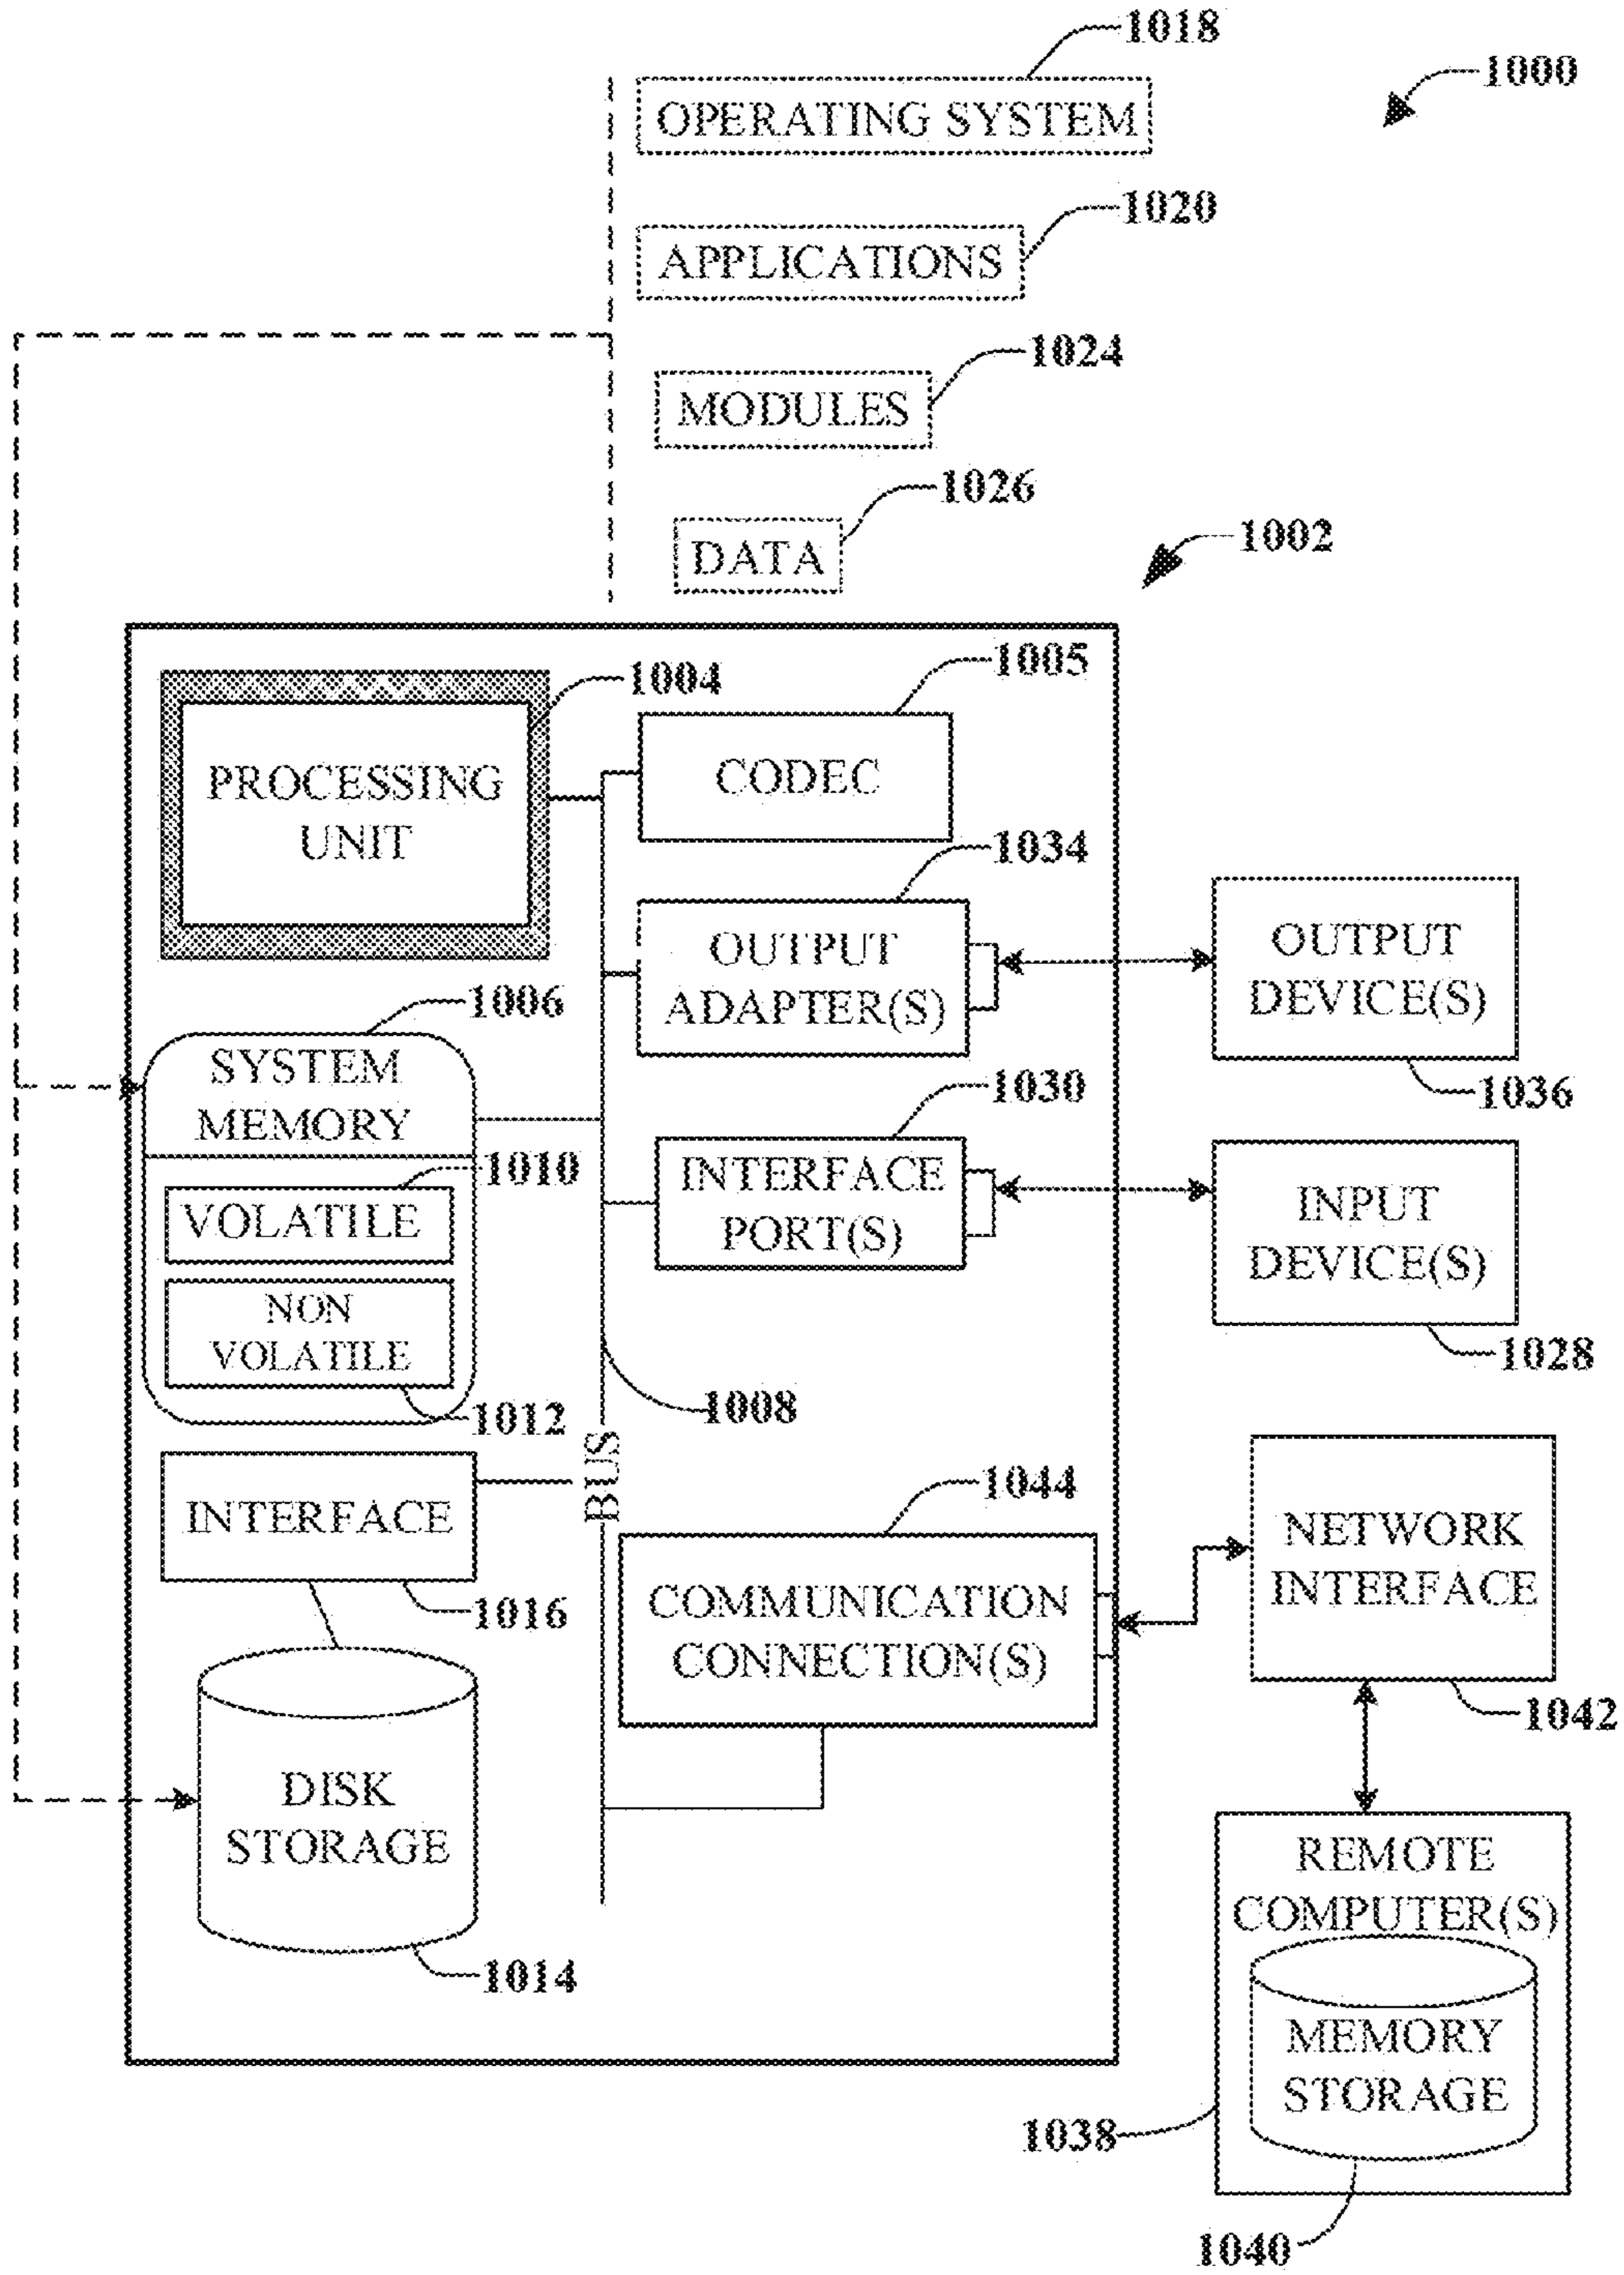 1018
1000
OPERATING SYSTEM
1020
APPLICATIONS
1024
MODULES
1026
DATA
1002
1004
1005
PROCESSING
UNIT
CODEC
1034
OUTPUT
ADAPTER(S)
OUTPUT
DEVICE(S)
1036
1006
SYSTEM
MEMORY
1010
VOLATILE
NON
VOLATILE
1012
1030
INTERFACE
PORT(S)
INPUT
DEVICE(S)
1028
1008
BUS
INTERFACE
1016
1044
COMMUNICATION
CONNECTION(S)
NETWORK
INTERFACE
1042
DISK
STORAGE
1014
REMOTE
COMPUTER(S)
MEMORY
STORAGE
1038
1040